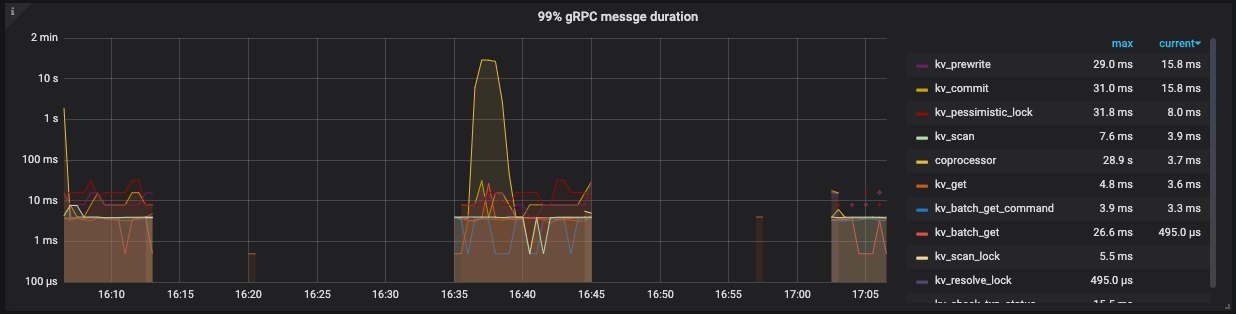 i
99% gRPC messge duration
2 min
10 s
1 s
100 ms
10 ms
1 ms
100 µs
16:10 16:15 16:20 16:25 16:30 16:35 16:40 16:45 16:50 16:55 17:00 17:05
max current
kv_prewrite 29.0 ms 15.8 ms
kv_commit 31.0 ms 15.8 ms
kv_pessimistic_lock 31.8 ms 8.0 ms
kv_scan 7.6 ms 3.9 ms
coprocessor 28.9 s 3.7 ms
kv_get 4.8 ms 3.6 ms
kv_batch_get_command 3.9 ms 3.3 ms
kv_batch_get 26.6 ms 495.0 µs
kv_scan_lock 5.5 ms
kv_resolve_lock 495.0 µs
kv_check_txn_status 15.5 ms